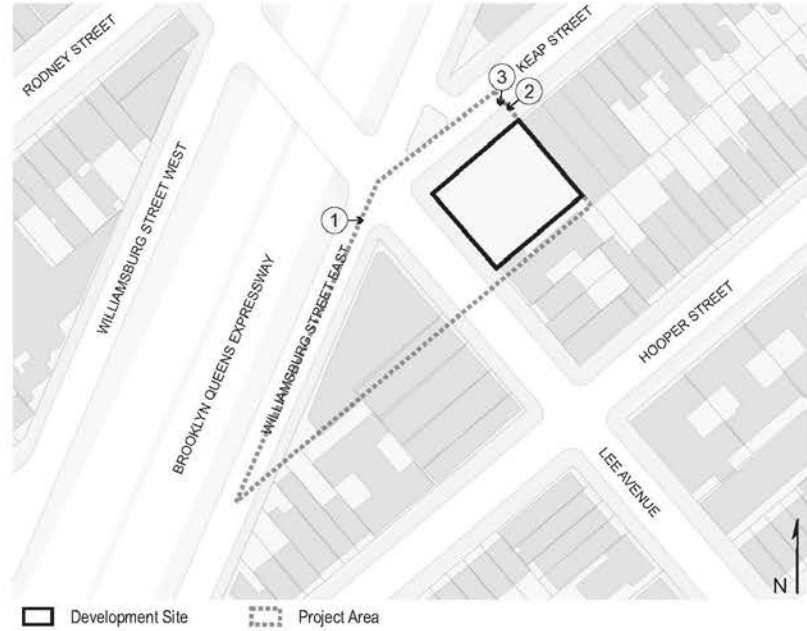 RODNEY STREET
KEAP STREET
3
2
1
WILLIAMSBURG STREET WEST
BROOKLYN QUEENS EXPRESSWAY
WILLIAMSBURG STREET EAST
HOOPER STREET
LEE AVENUE
N
Development Site
Project Area